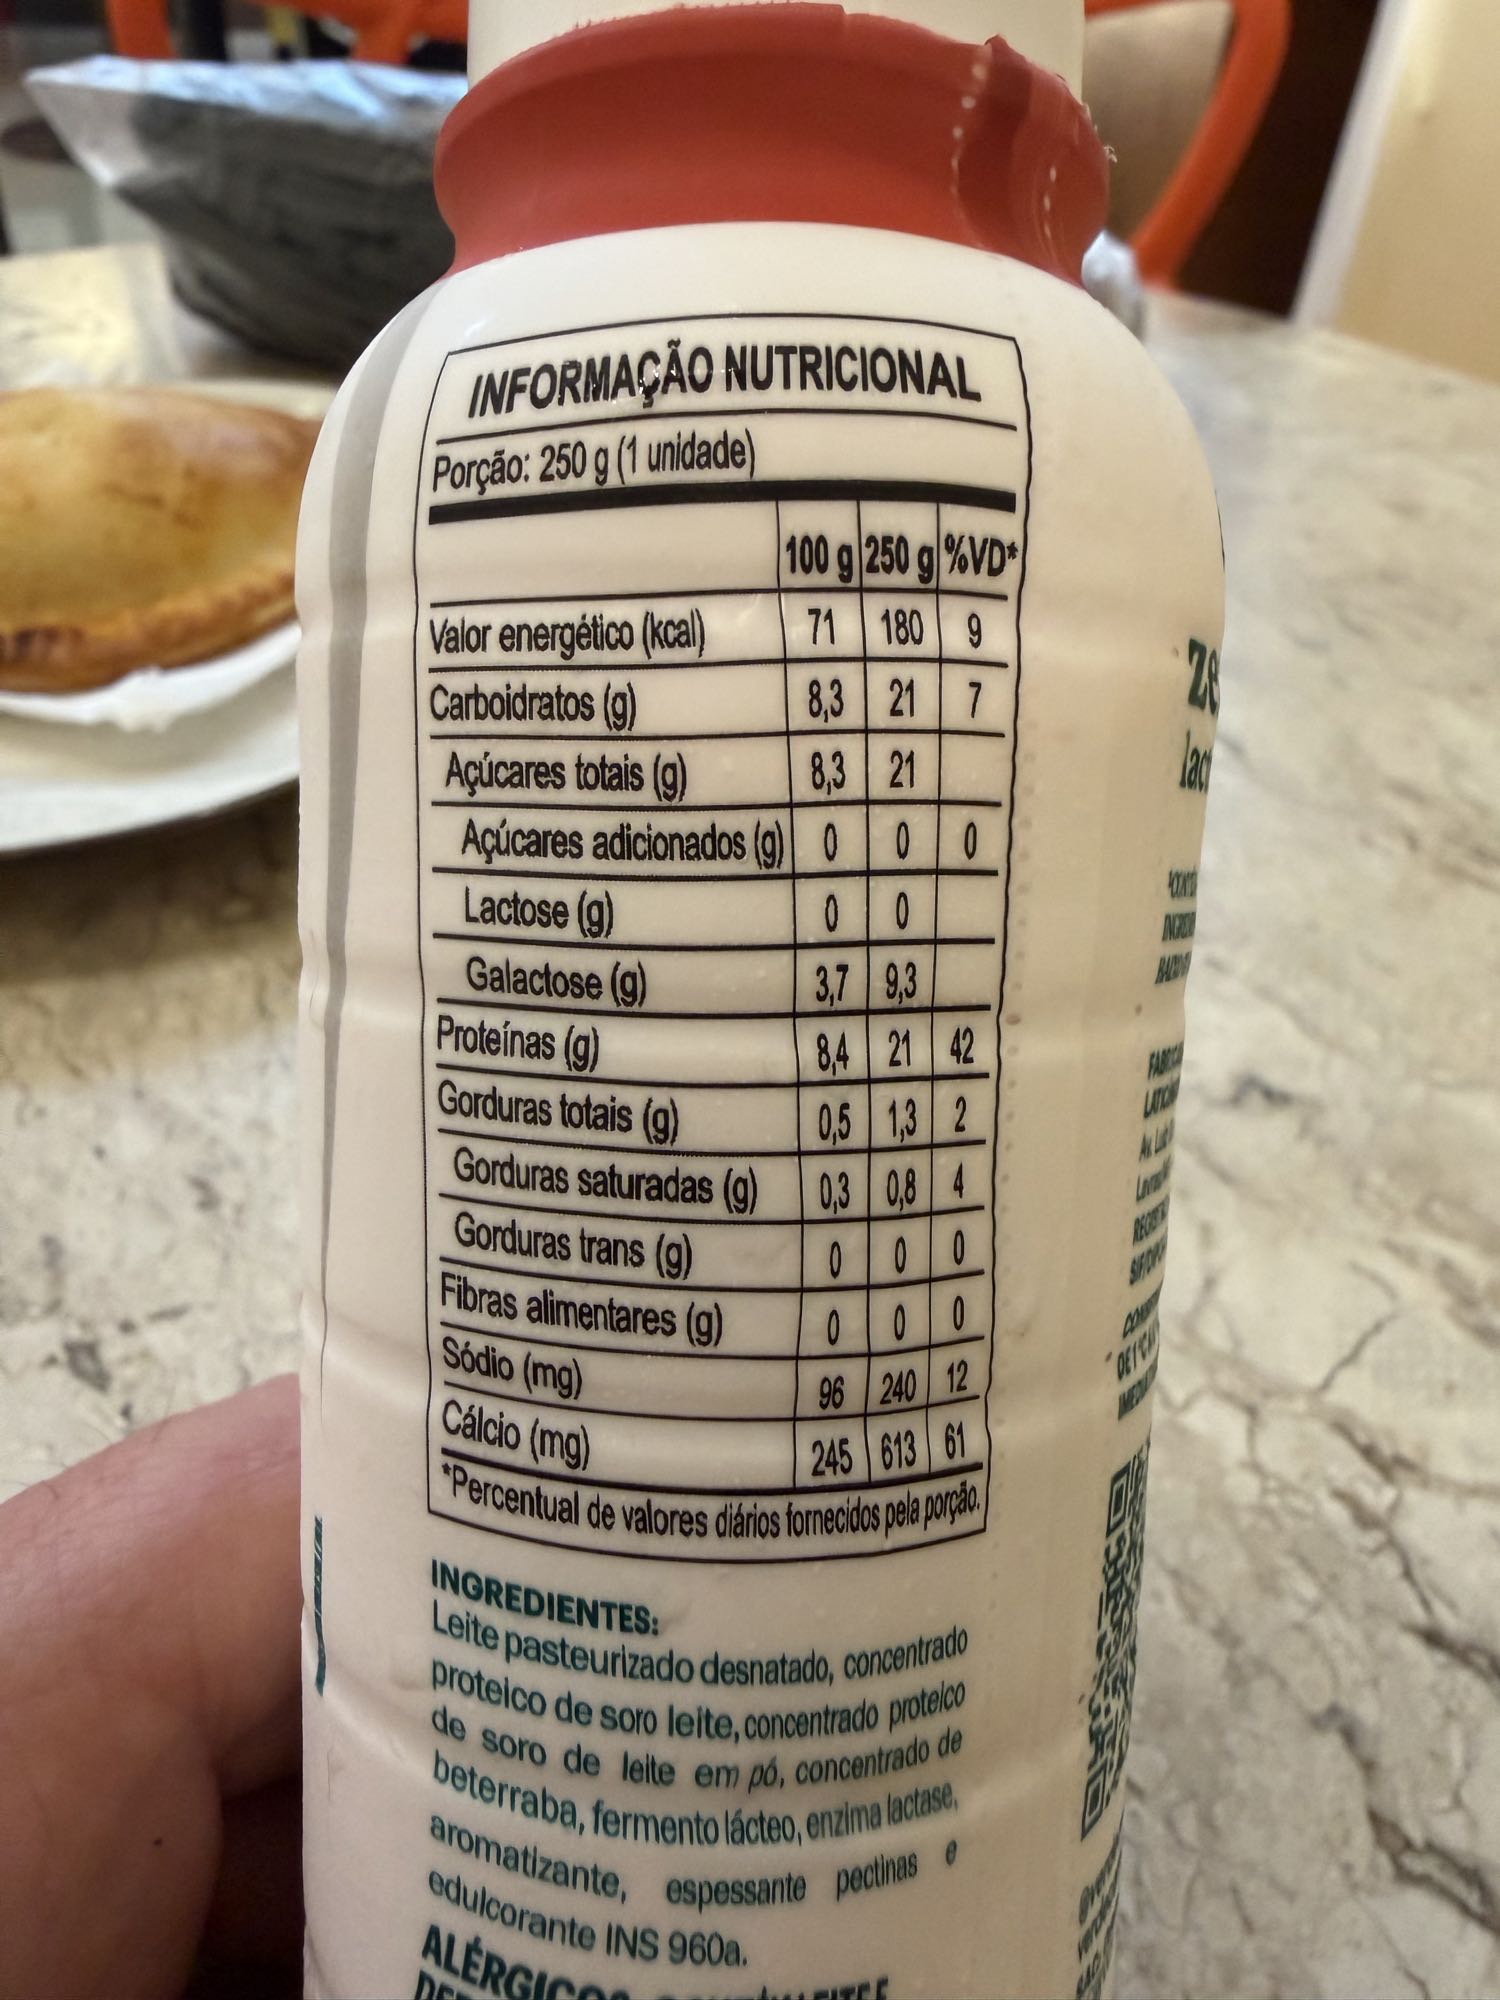 INFORMAÇÃO NUTRICIONAL
Porção: 250 g (1 unidade)
100 g 250 g %VD*
Valor energético (kcal) 71 180 9
Carboidratos (g) 8,3 21 7
Açúcares totais (g) 8,3 21
Açúcares adicionados (g) 0 0 0
Lactose (g) 0 0
Galactose (g) 3,7 9,3
Proteínas (g) 8,4 21 42
Gorduras totais (g) 0,5 1,3 2
Gorduras saturadas (g) 0,3 0,8 4
Gorduras trans (g) 0 0 0
Fibras alimentares (g) 0 0 0
Sódio (mg) 96 240 12
Cálcio (mg) 245 613 61
*Percentual de valores diários fornecidos pela porção.
INGREDIENTES:
Leite pasteurizado desnatado, concentrado
proteico de soro leite, concentrado proteico
de soro de leite em pó, concentrado de
beterraba, fermento lácteo, enzima lactase,
aromatizante, espessante pectinas e
edulcorante INS 960a.